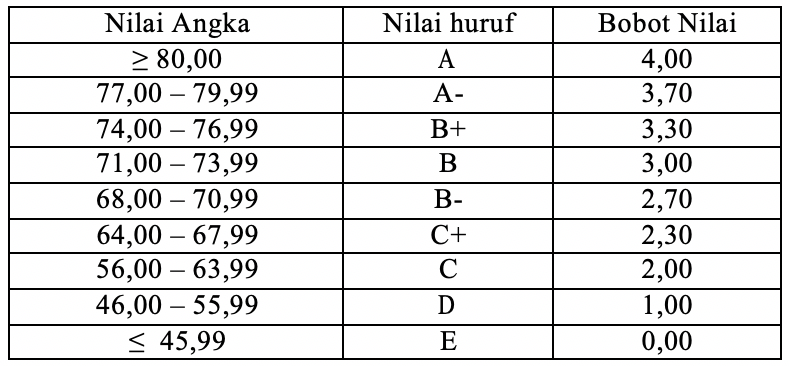 Nilai Angka Nilai huruf Bobot Nilai
≥ 80,00 A 4,00
77,00 – 79,99 A- 3,70
74,00 – 76,99 B+ 3,30
71,00 – 73,99 B 3,00
68,00 – 70,99 B- 2,70
64,00 – 67,99 C+ 2,30
56,00 – 63,99 C 2,00
46,00 – 55,99 D 1,00
≤ 45,99 E 0,00